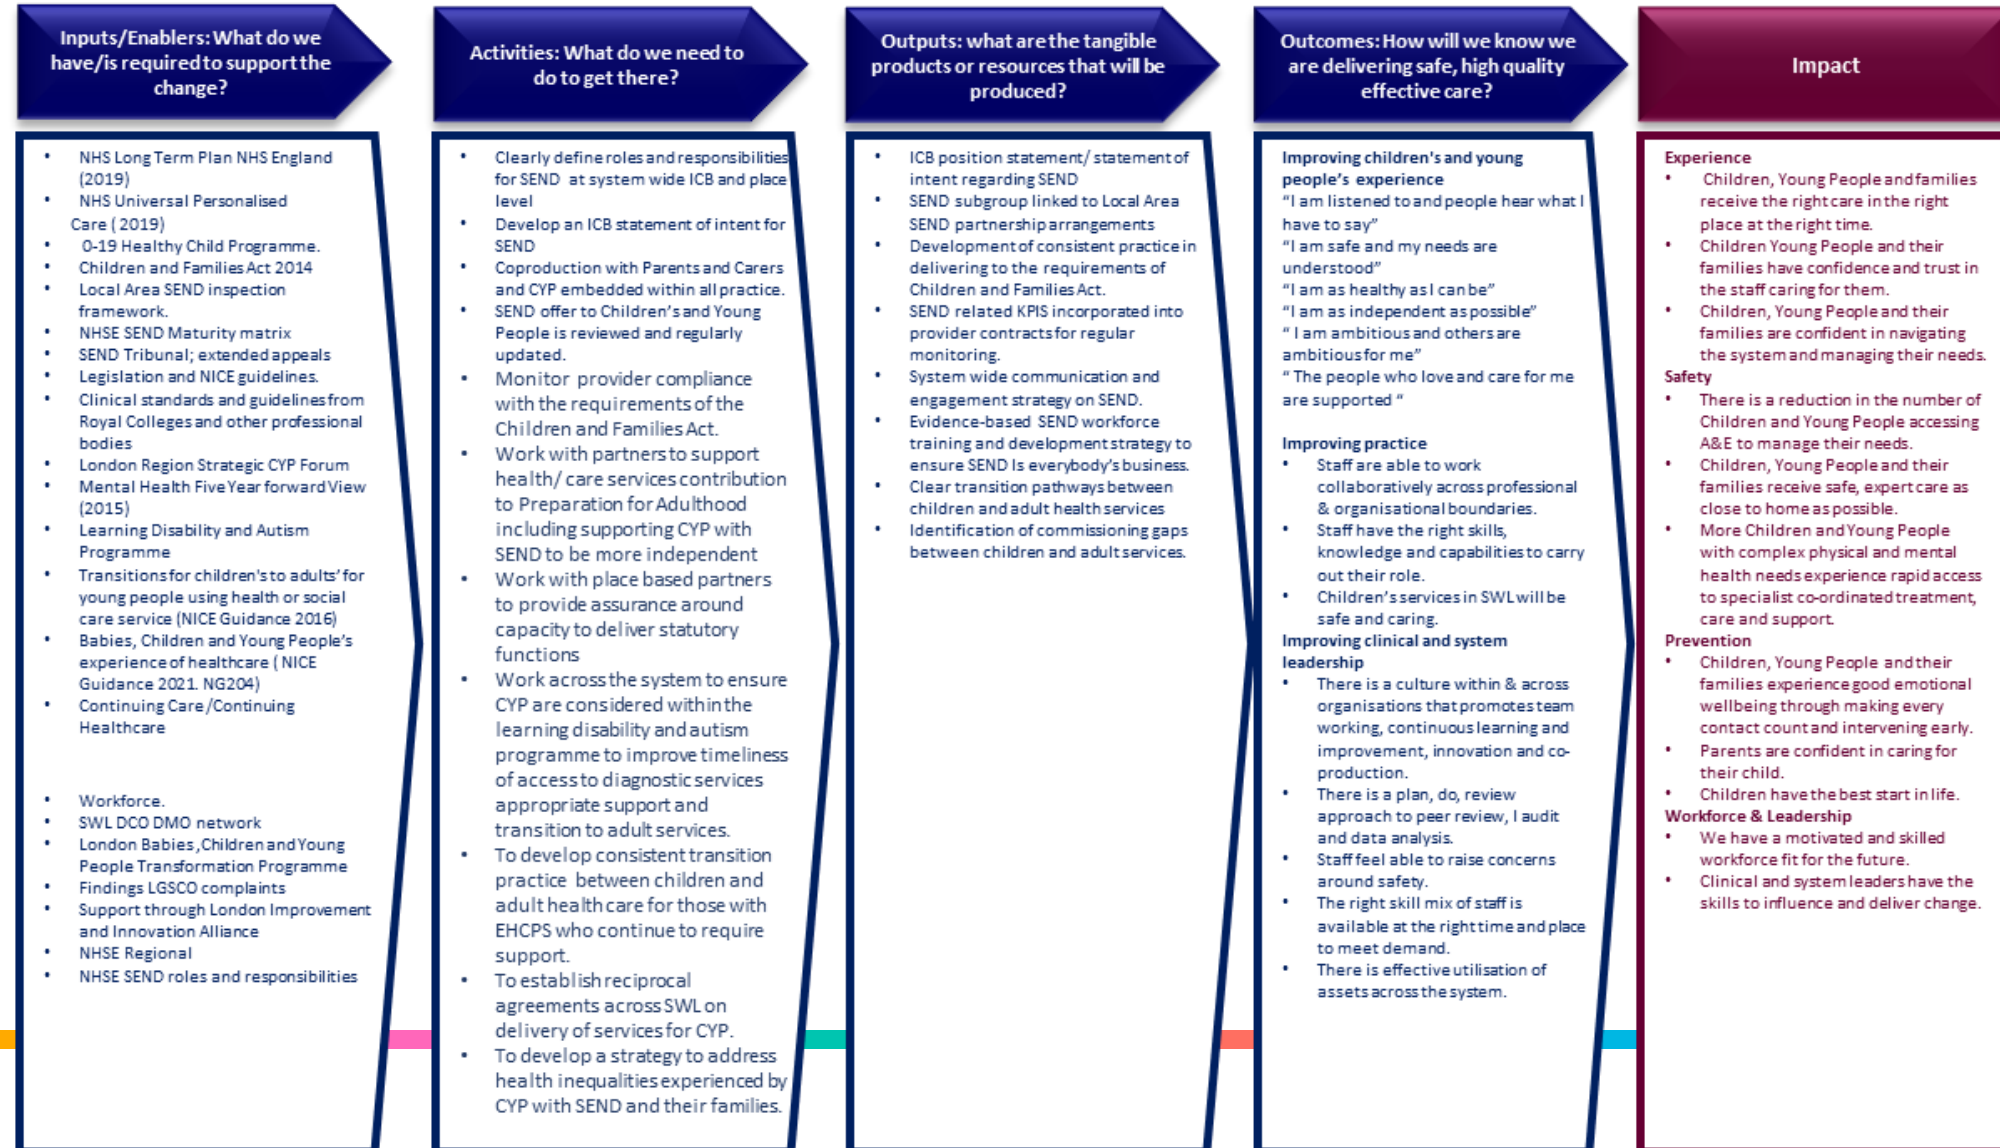 Inputs/Enablers: What do we
have/is required to support the
change?
• NHS Long Term Plan NHS England
(2019)
• NHS Universal Personalised
Care ( 2019)
• 0-19 Healthy Child Programme.
• Children and Families Act 2014
• Local Area SEND inspection
framework.
• NHSE SEND Maturity matrix
• SEND Tribunal; extended appeals
• Legislation and NICE guidelines.
• Clinical standards and guidelines from
Royal Colleges and other professional
bodies
• London Region Strategic CYP Forum
• Mental Health Five Year forward View
(2015)
• Learning Disability and Autism
Programme
• Transitions for children's to adults' for
young people using health or social
care service (NICE Guidance 2016)
• Babies, Children and Young People's
experience of healthcare ( NICE
Guidance 2021. NG204)
• Continuing Care /Continuing
Healthcare
• Workforce.
• SWL DCO DMO network
• London Babies ,Children and Young
People Transformation Programme
• Findings LGSCO complaints
• Support through London Improvement
and Innovation Alliance
• NHSE Regional
• NHSE SEND roles and responsibilities
Activities: What do we need to
do to get there?
• Clearly define roles and responsibilities
for SEND at system wide ICB and place
level
• Develop an ICB statement of intent for
SEND
• Coproduction with Parents and Carers
and CYP embedded within all practice.
• SEND offer to Children's and Young
People is reviewed and regularly
updated.
• Monitor provider compliance
with the requirements of the
Children and Families Act.
• Work with partners to support
health/ care services contribution
to Preparation for Adulthood
including supporting CYP with
SEND to be more independent
• Work with place based partners
to provide assurance around
capacity to deliver statutory
functions
• Work across the system to ensure
CYP are considered within the
learning disability and autism
programme to improve timeliness
of access to diagnostic services
appropriate support and
transition to adult services.
• To develop consistent transition
practice between children and
adult health care for those with
EHCPS who continue to require
support.
• To establish reciprocal
agreements across SWL on
delivery of services for CYP.
• To develop a strategy to address
health inequalities experienced by
CYP with SEND and their families.
Outputs: what are the tangible
products or resources that will be
produced?
• ICB position statement/ statement of
intent regarding SEND
• SEND subgroup linked to Local Area
SEND partnership arrangements
• Development of consistent practice in
delivering to the requirements of
Children and Families Act.
• SEND related KPIS incorporated into
provider contracts for regular
monitoring.
• System wide communication and
engagement strategy on SEND.
• Evidence-based SEND workforce
training and development strategy to
ensure SEND Is everybody's business.
• Clear transition pathways between
children and adult health services
• Identification of commissioning gaps
between children and adult services.
Outcomes: How will we know we
are delivering safe, high quality
effective care?
Improving children's and young
people's experience
"I am listened to and people hear what I
have to say"
"I am safe and my needs are
understood"
"I am as healthy as I can be"
"I am as independent as possible"
" I am ambitious and others are
ambitious for me"
" The people who love and care for me
are supported "
Improving practice
• Staff are able to work
collaboratively across professional
& organisational boundaries.
• Staff have the right skills,
knowledge and capabilities to carry
out their role.
• Children's services in SWL will be
safe and caring.
Improving clinical and system
leadership
• There is a culture within & across
organisations that promotes team
working, continuous learning and
improvement, innovation and co-
production.
• There is a plan, do, review
approach to peer review, I audit
and data analysis.
• Staff feel able to raise concerns
around safety.
• The right skill mix of staff is
available at the right time and place
to meet demand.
• There is effective utilisation of
assets across the system.
Impact
Experience
• Children, Young People and families
receive the right care in the right
place at the right time.
• Children Young People and their
families have confidence and trust in
the staff caring for them.
• Children, Young People and their
families are confident in navigating
the system and managing their needs.
Safety
• There is a reduction in the number of
Children and Young People accessing
A&E to manage their needs.
• Children, Young People and their
families receive safe, expert care as
close to home as possible.
• More Children and Young People
with complex physical and mental
health needs experience rapid access
to specialist co-ordinated treatment,
care and support.
Prevention
• Children, Young People and their
families experience good emotional
wellbeing through making every
contact count and intervening early.
• Parents are confident in caring for
their child.
• Children have the best start in life.
Workforce & Leadership
• We have a motivated and skilled
workforce fit for the future.
• Clinical and system leaders have the
skills to influence and deliver change.